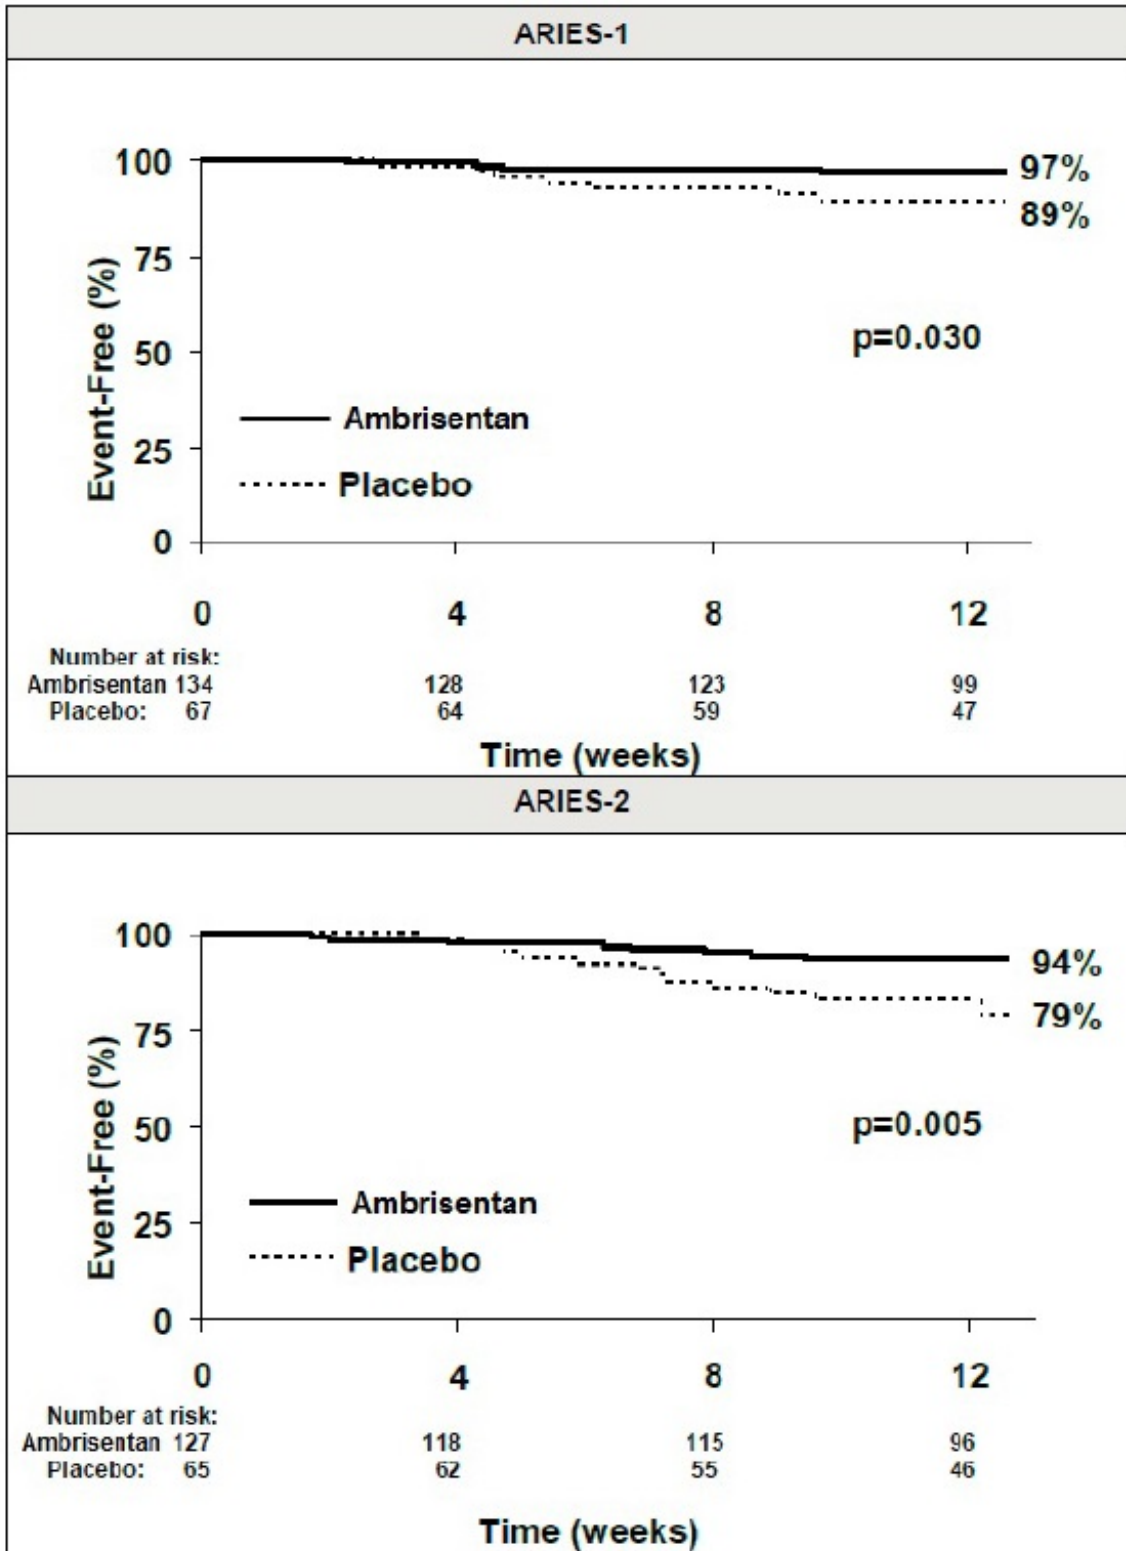 ARIES-1
100
97%
89%
75
Event-Free (%)
p=0.030
50
Ambrisentan
25
Placebo
0
0 4 8 12
Number at risk:
Ambrisentan 134 128 123 99
Placebo: 67 64 59 47
Time (weeks)
ARIES-2
100
94%
79%
75
Event-Free (%)
p=0.005
50
Ambrisentan
25
Placebo
0
0 4 8 12
Number at risk:
Ambrisentan 127 118 115 96
Placebo: 65 62 55 46
Time (weeks)